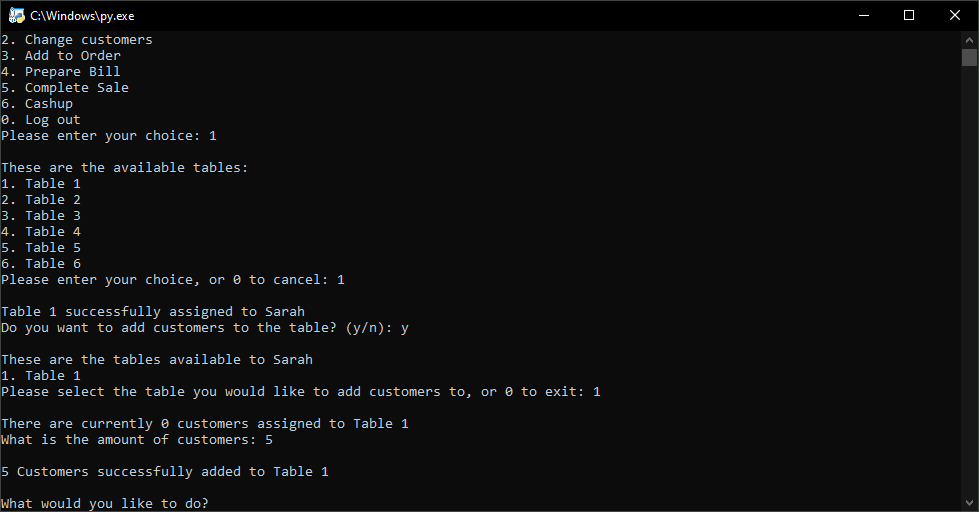 C:\Windows\py.exe
2. Change customers
3. Add to Order
4. Prepare Bill
5. Complete Sale
6. Cashup
0. Log out
Please enter your choice: 1
These are the available tables:
1. Table 1
2. Table 2
3. Table 3
4. Table 4
5. Table 5
6. Table 6
Please enter your choice, or 0 to cancel: 1
Table 1 successfully assigned to Sarah
Do you want to add customers to the table? (y/n): y
These are the tables available to Sarah
1. Table 1
Please select the table you would like to add customers to, or 0 to exit: 1
There are currently 0 customers assigned to Table 1
What is the amount of customers: 5
5 Customers successfully added to Table 1
What would you like to do?